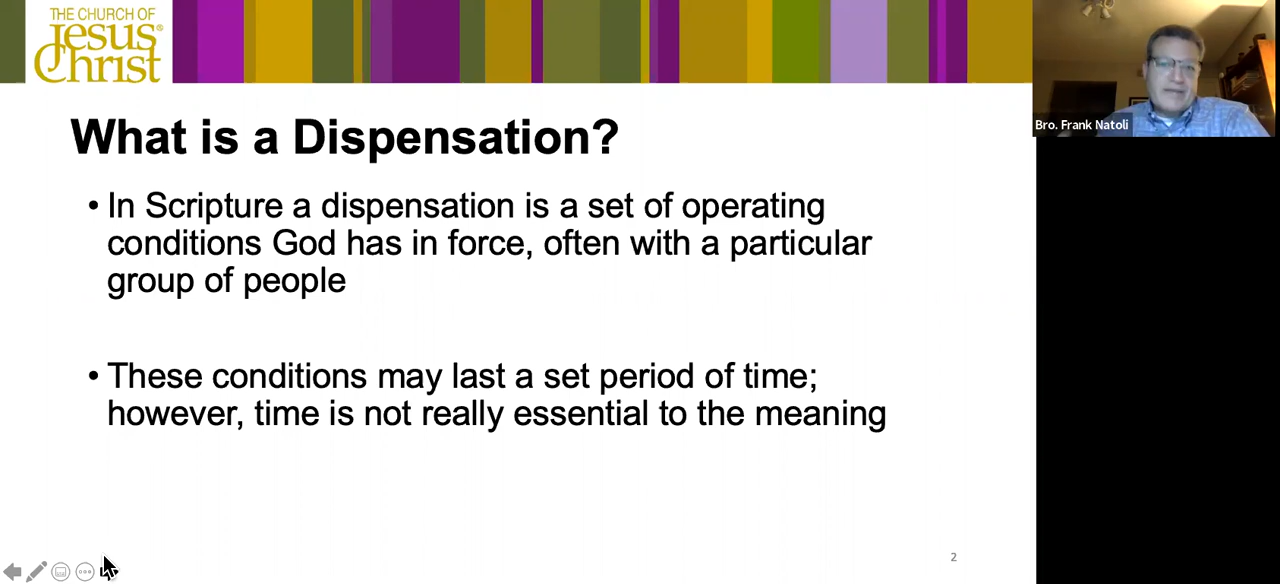 THE CHURCH OF
Jesus®
Christ
Bro. Frank Natoli
What is a Dispensation?
• In Scripture a dispensation is a set of operating
conditions God has in force, often with a particular
group of people
• These conditions may last a set period of time;
however, time is not really essential to the meaning
2